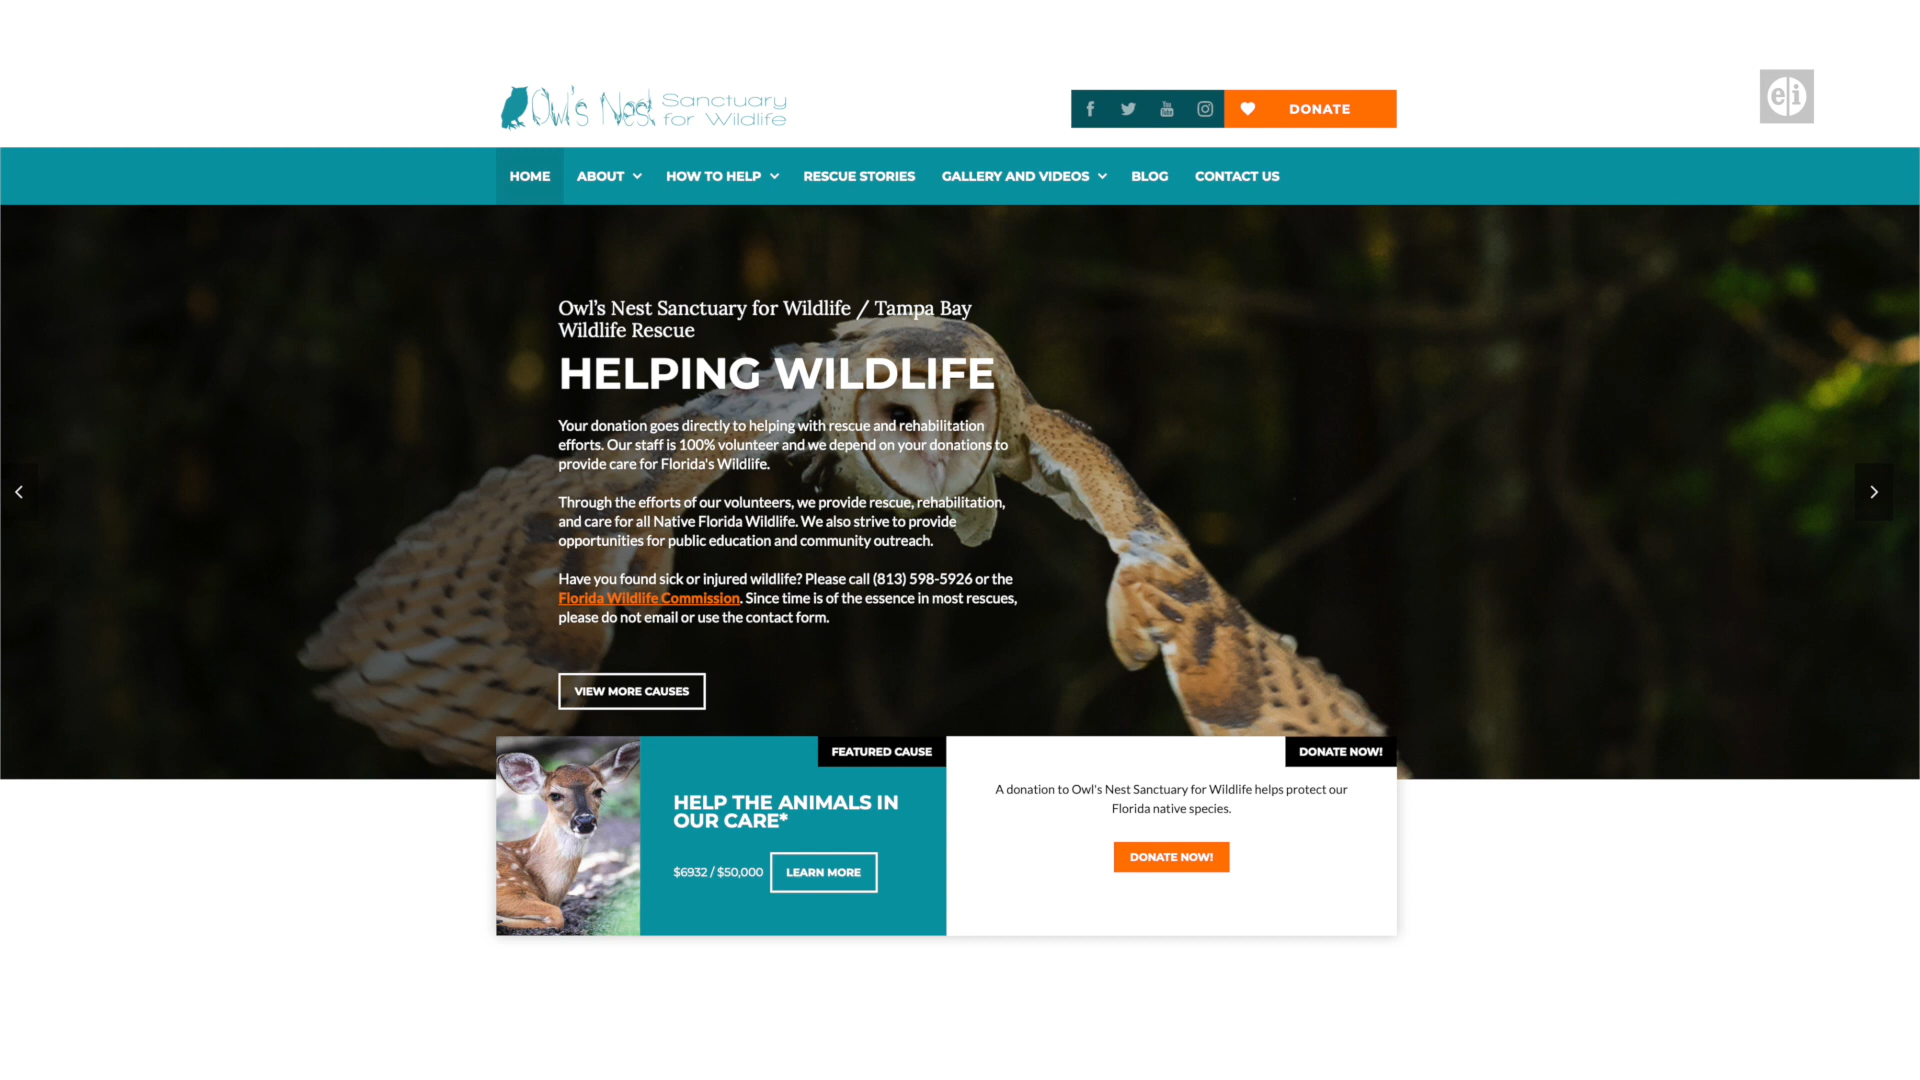 Owl's Nest Sanctuary
for Wildlife
DONATE
ei
HOME ABOUT HOW TO HELP RESCUE STORIES GALLERY AND VIDEOS BLOG CONTACT US
Owl's Nest Sanctuary for Wildlife / Tampa Bay
Wildlife Rescue
HELPING WILDLIFE
Your donation goes directly to helping with rescue and rehabilitation
efforts. Our staff is 100% volunteer and we depend on your donations to
provide care for Florida's Wildlife.
Through the efforts of our volunteers, we provide rescue, rehabilitation,
and care for all Native Florida Wildlife. We also strive to provide
opportunities for public education and community outreach.
Have you found sick or injured wildlife? Please call (813) 598-5926 or the
Florida Wildlife Commission. Since time is of the essence in most rescues,
please do not email or use the contact form.
VIEW MORE CAUSES
FEATURED CAUSE
HELP THE ANIMALS IN
OUR CARE*
$6932 / $50,000 LEARN MORE
DONATE NOW!
A donation to Owl's Nest Sanctuary for Wildlife helps protect our
Florida native species.
DONATE NOW!